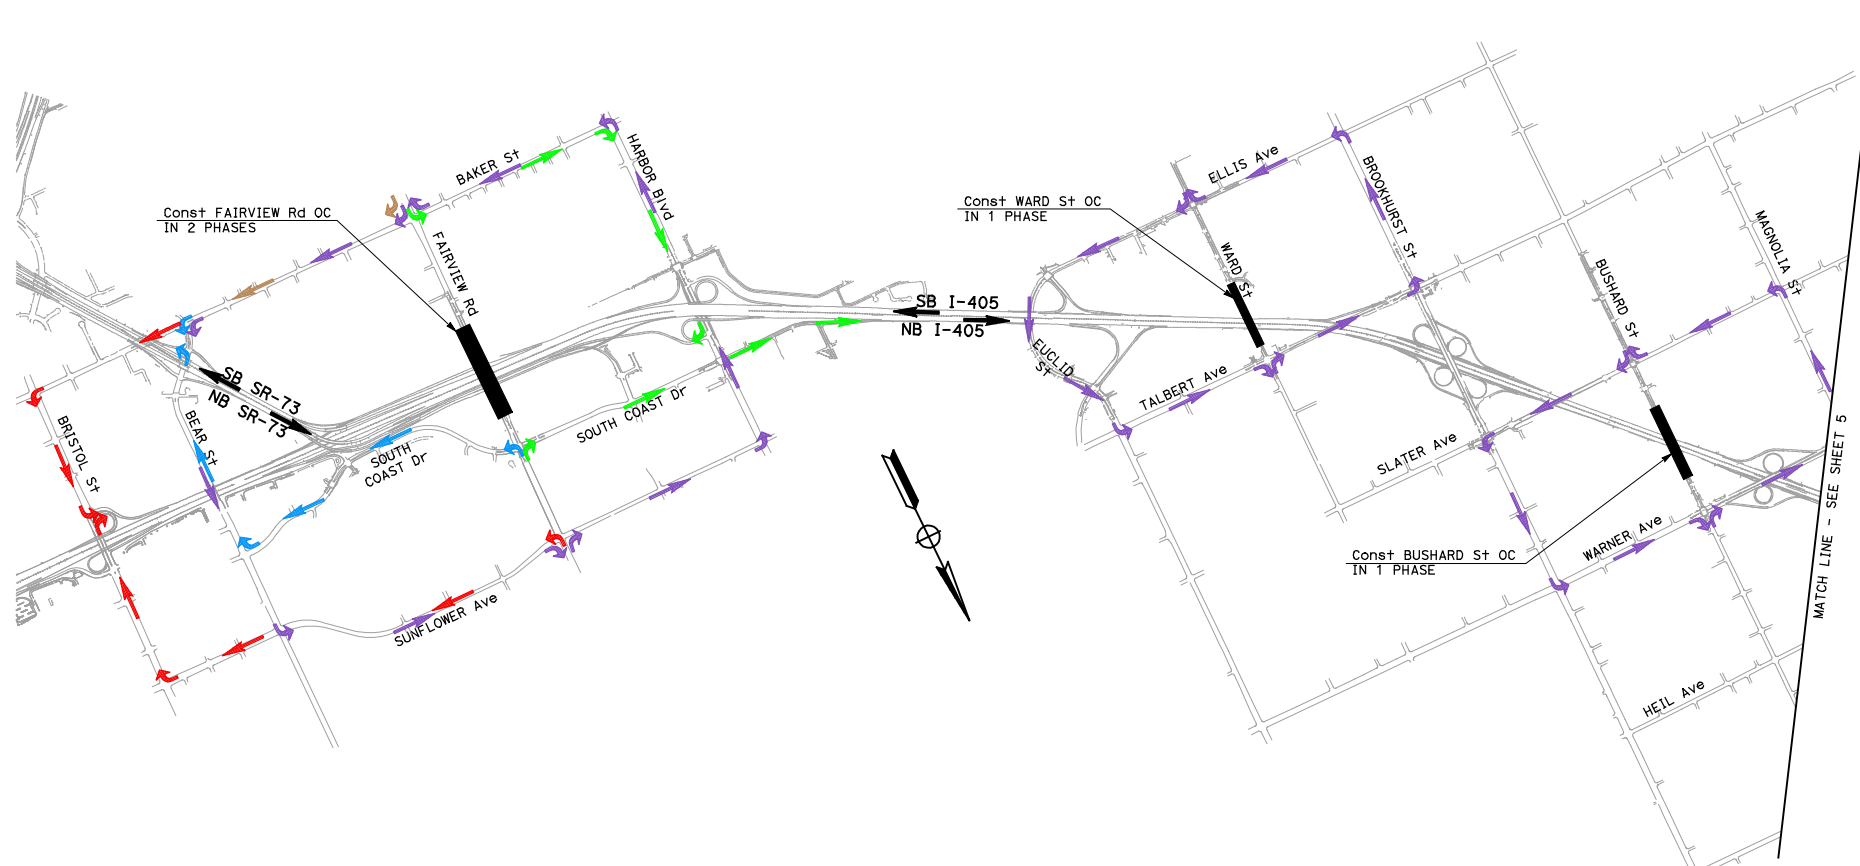 BAKER St
HARBOR Blvd
Const FAIRVIEW Rd OC
IN 2 PHASES
FAIRVIEW Rd
SB SR-73
NB SR-73
BRISTOL St
BEAR St
SOUTH
COAST Dr
SOUTH COAST Dr
SUNFLOWER Ave
SB I-405
NB I-405
Const WARD St OC
IN 1 PHASE
ELLIS Ave
WARD St
BROOKHURST St
EUCLID
St
TALBERT Ave
BUSHARD St
MAGNOLIA St
SLATER Ave
WARNER Ave
Const BUSHARD St OC
IN 1 PHASE
HEIL Ave
MATCH LINE - SEE SHEET 5